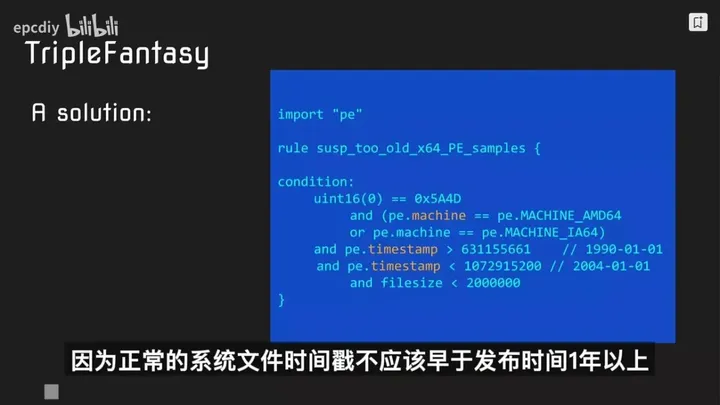 epcdiy bilibili
TripleFantasy
A solution:
import "pe"
rule susp_too_old_x64_PE_samples {
condition:
uint16(0) == 0x5A4D
and (pe.machine == pe.MACHINE_AMD64
or pe.machine == pe.MACHINE_IA64)
and pe.timestamp > 631155661 // 1990-01-01
and pe.timestamp < 1072915200 // 2004-01-01
and filesize < 2000000
}
因为正常的系统文件时间戳不应该早于发布时间1年以上